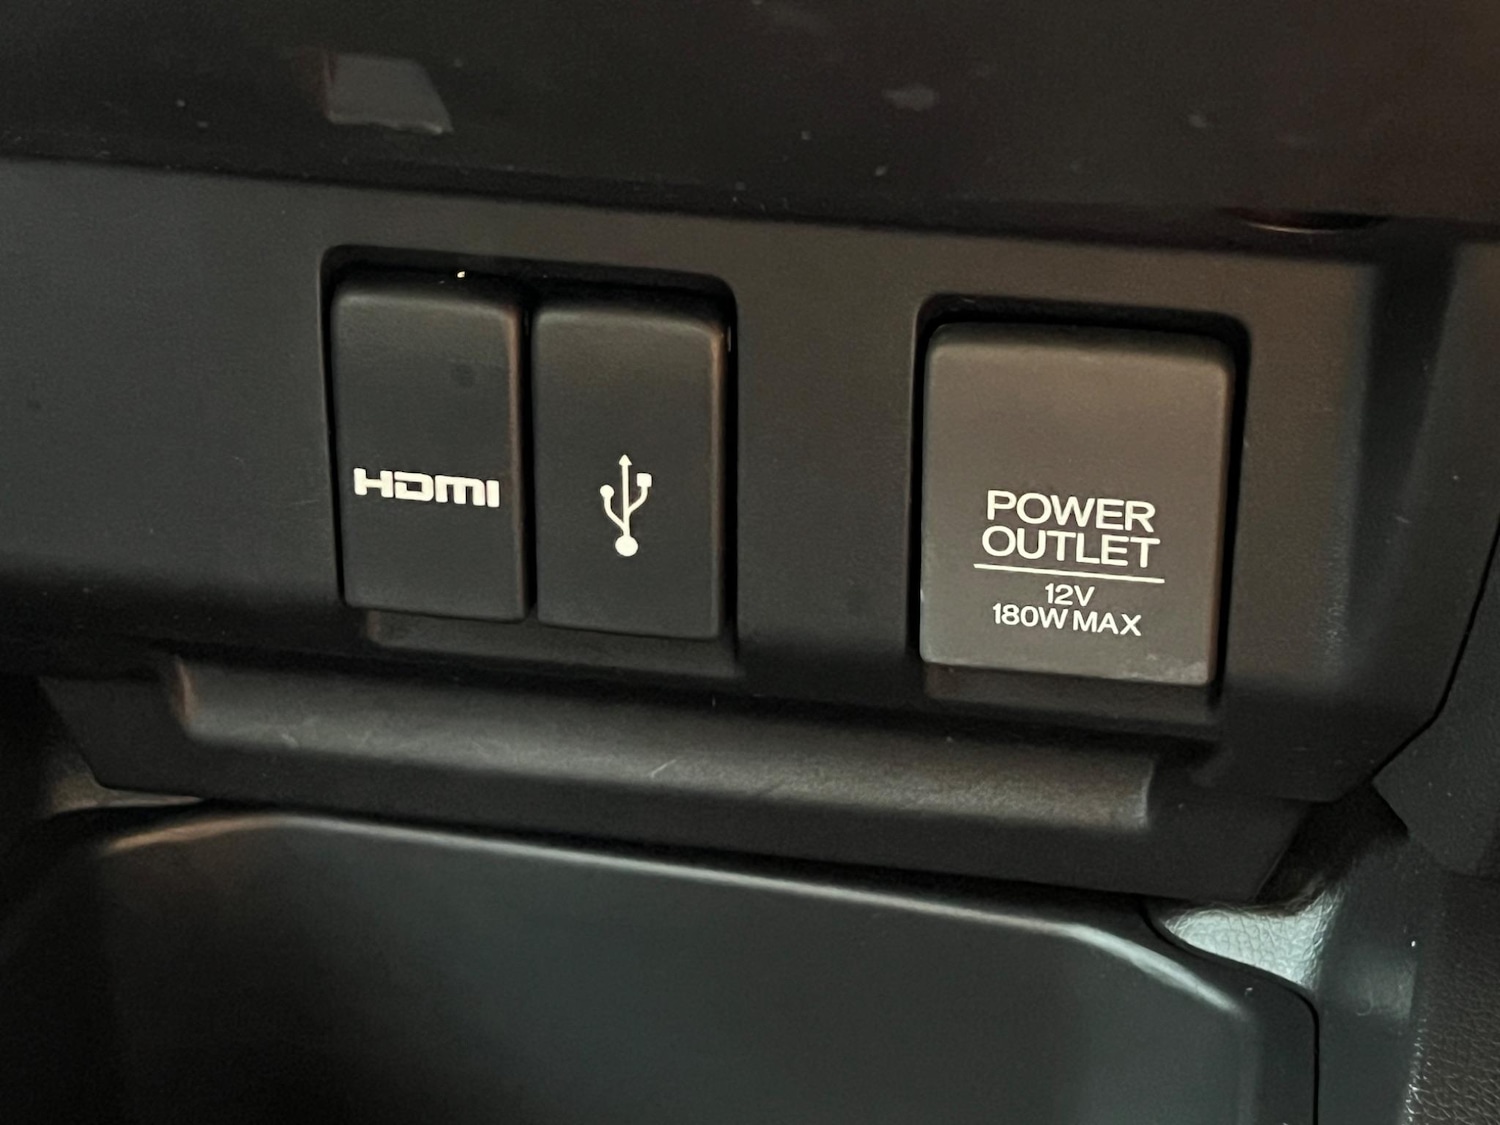 HDMI
POWER
OUTLET
12V
180W MAX